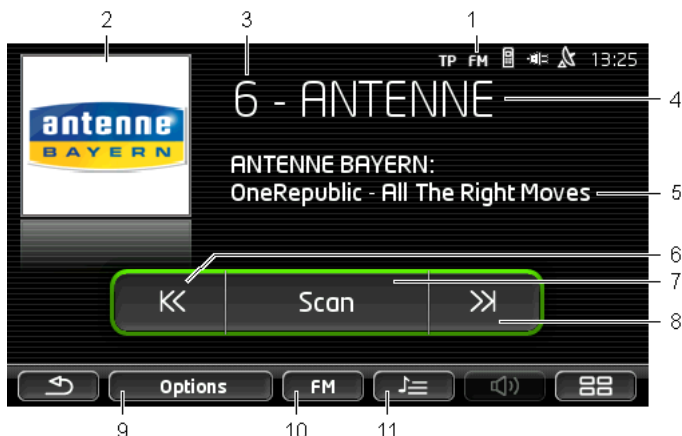 2 3 1
TP FM 13:25
6 - ANTENNE 4
antenne
BAYERN
ANTENNE BAYERN:
OneRepublic - All The Right Moves 5
6
7
Scan
8
Options FM
9 10 11